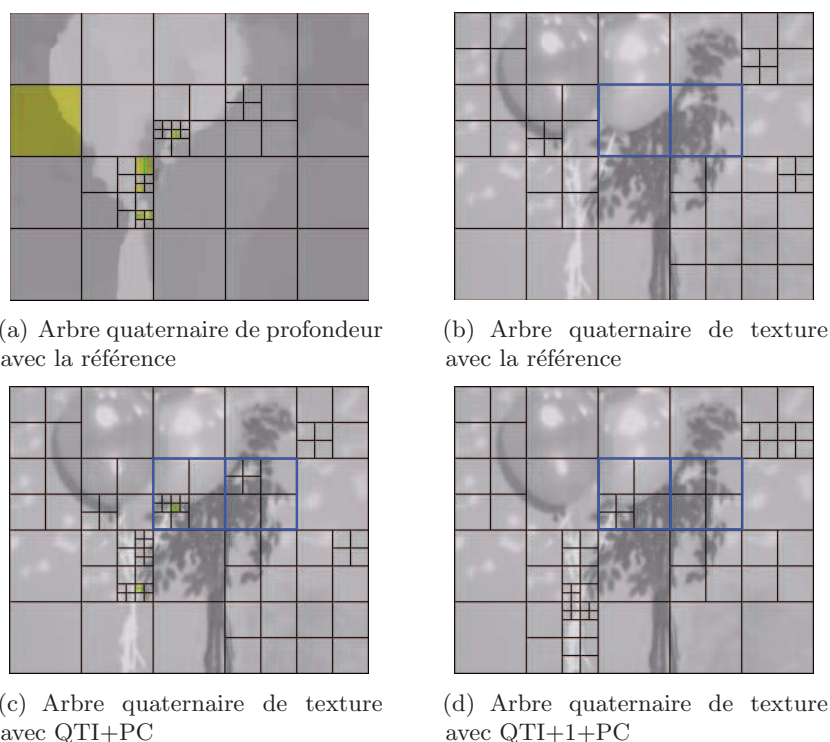 (a) Arbre quaternaire de profondeur
avec la référence
(b) Arbre quaternaire de texture
avec la référence
(c) Arbre quaternaire de texture
avec QTI+PC
(d) Arbre quaternaire de texture
avec QTI+1+PC